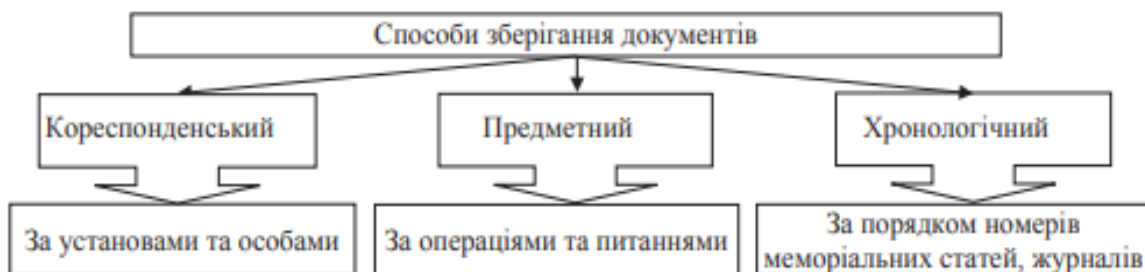 Способи зберігання документів
Кореспонденський
Предметний
Хронологічний
За установами та особами
За операціями та питаннями
За порядком номерів
меморіальних статей, журналів